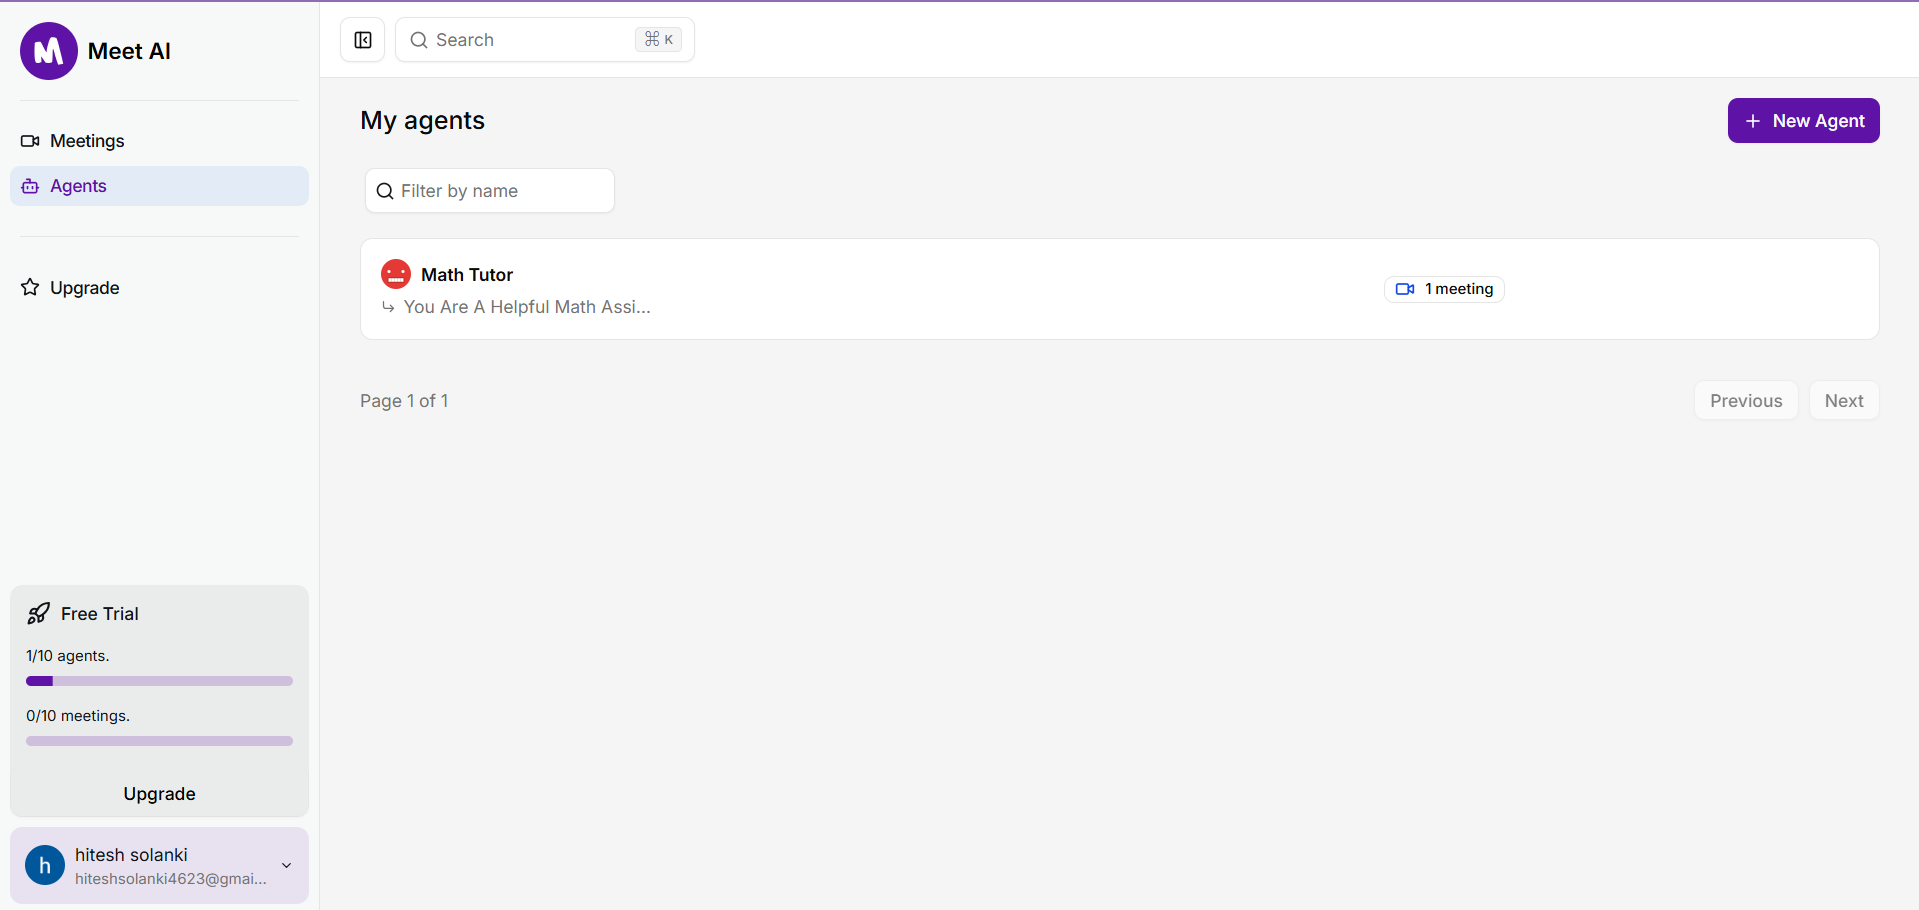 Meet AI
Meetings
Agents
Upgrade
Free Trial
1/10 agents.
0/10 meetings.
Upgrade
h
hitesh solanki
hiteshsolanki4623@gmai...
Search
⌘ K
My agents
+ New Agent
Filter by name
Math Tutor
You Are A Helpful Math Assi...
1 meeting
Page 1 of 1
Previous
Next